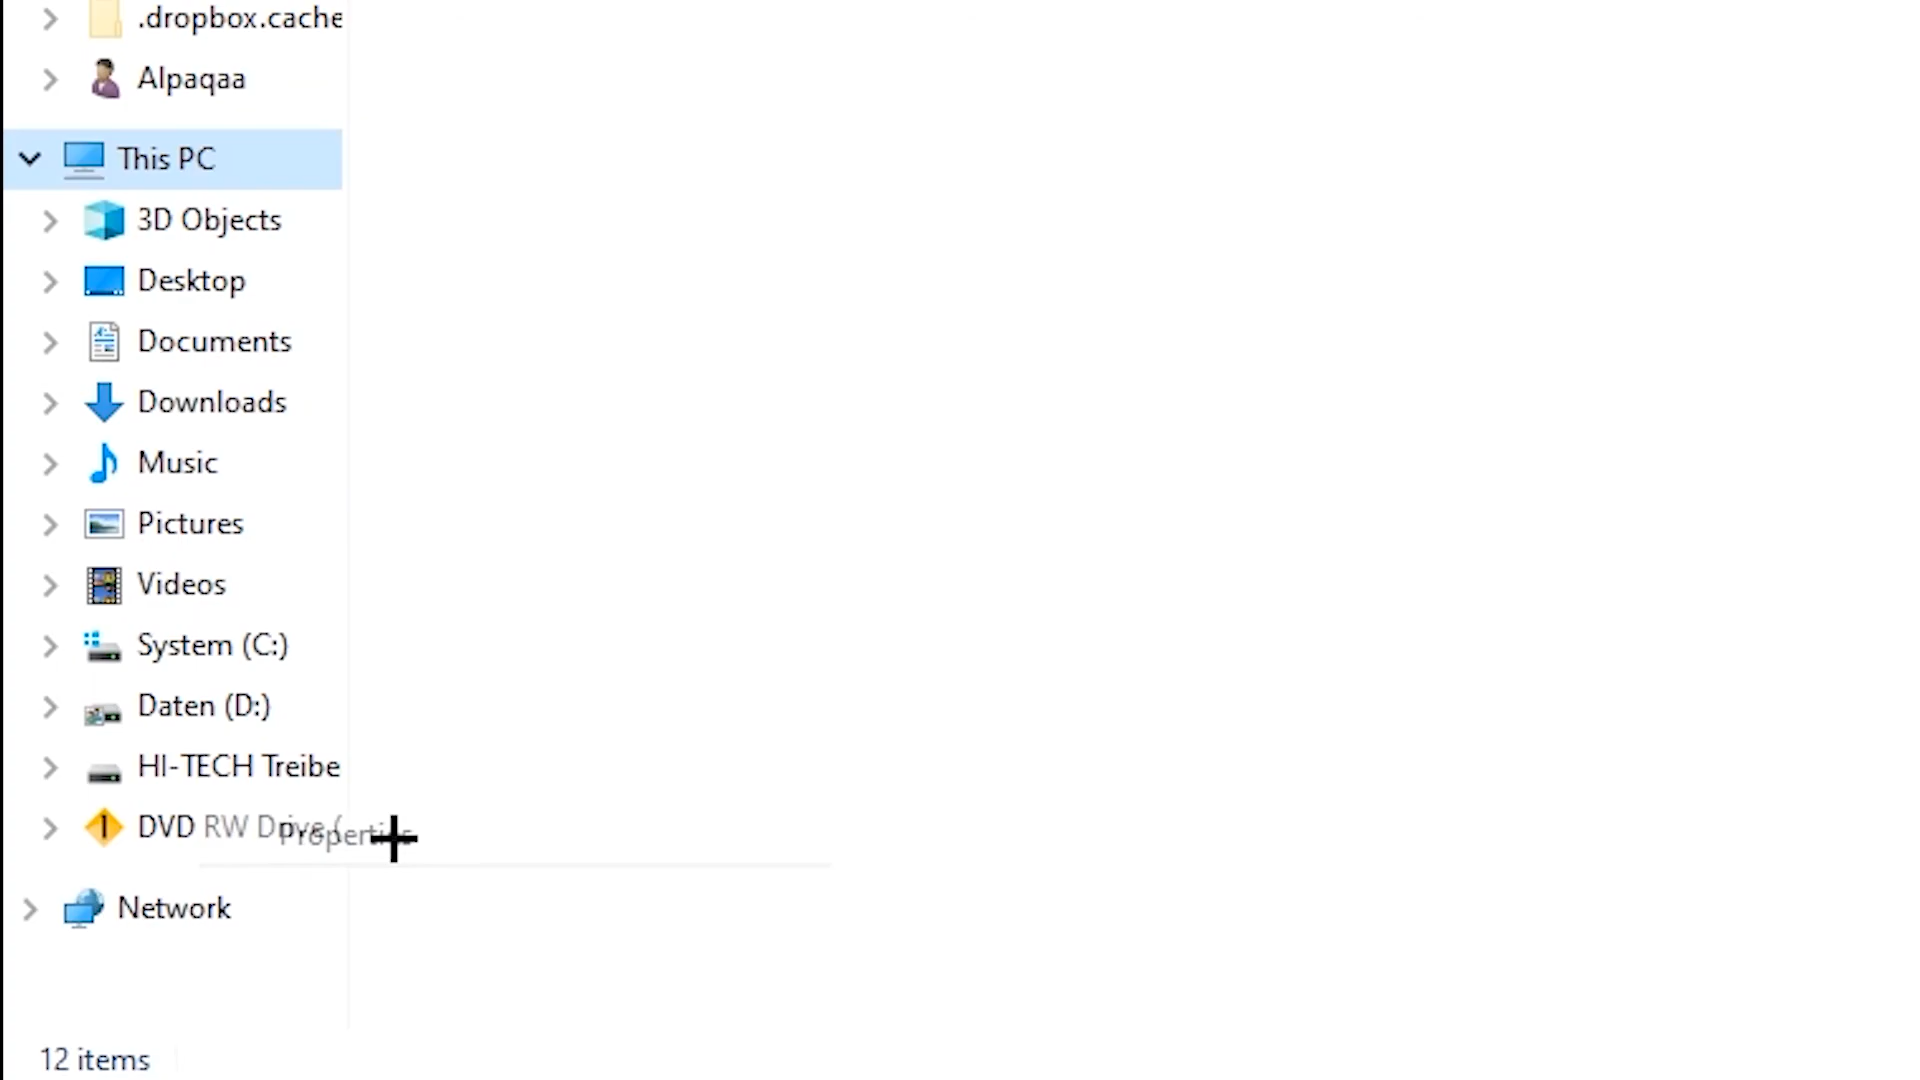 .dropbox.cache
Alpaqaa
This PC
3D Objects
Desktop
Documents
Downloads
Music
Pictures
Videos
System (C:)
Daten (D:)
HI-TECH Treibe
DVD RW Drive (
Properties
Network
12 items